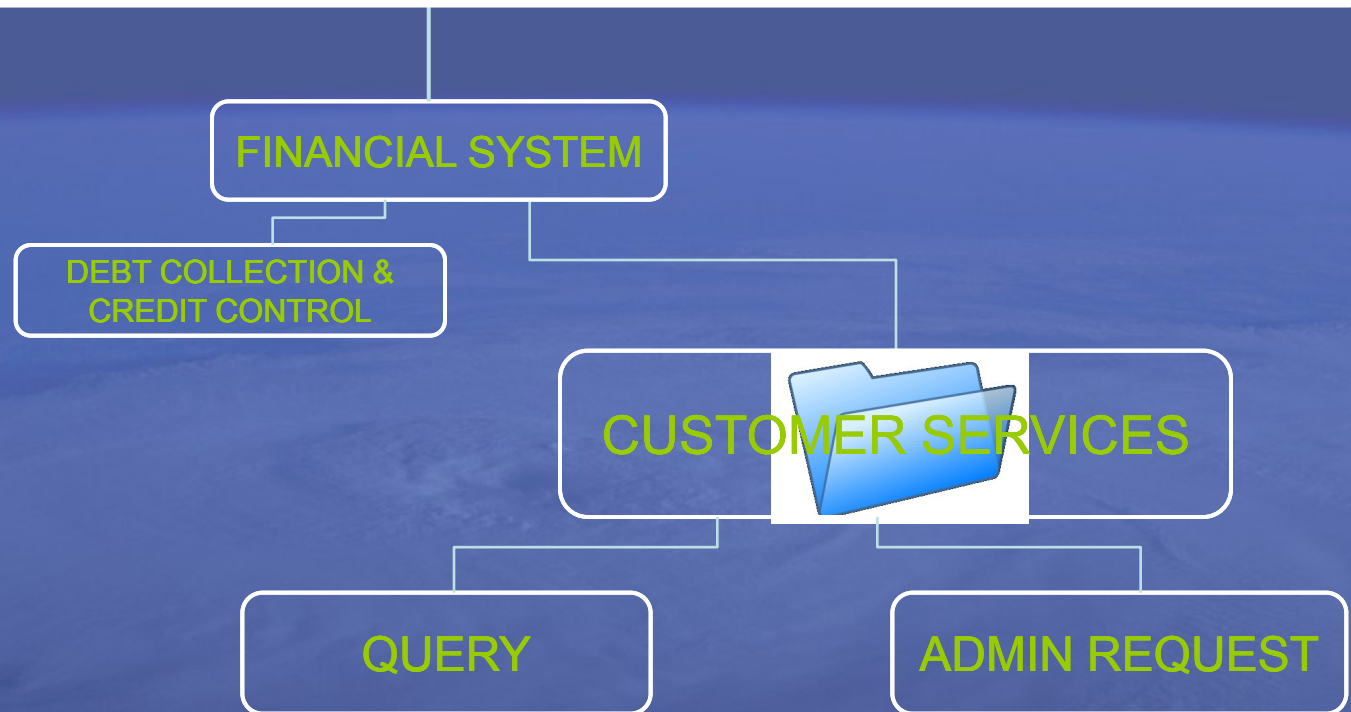 FINANCIAL SYSTEM
DEBT COLLECTION &
CREDIT CONTROL
CUSTOMER SERVICES
QUERY
ADMIN REQUEST